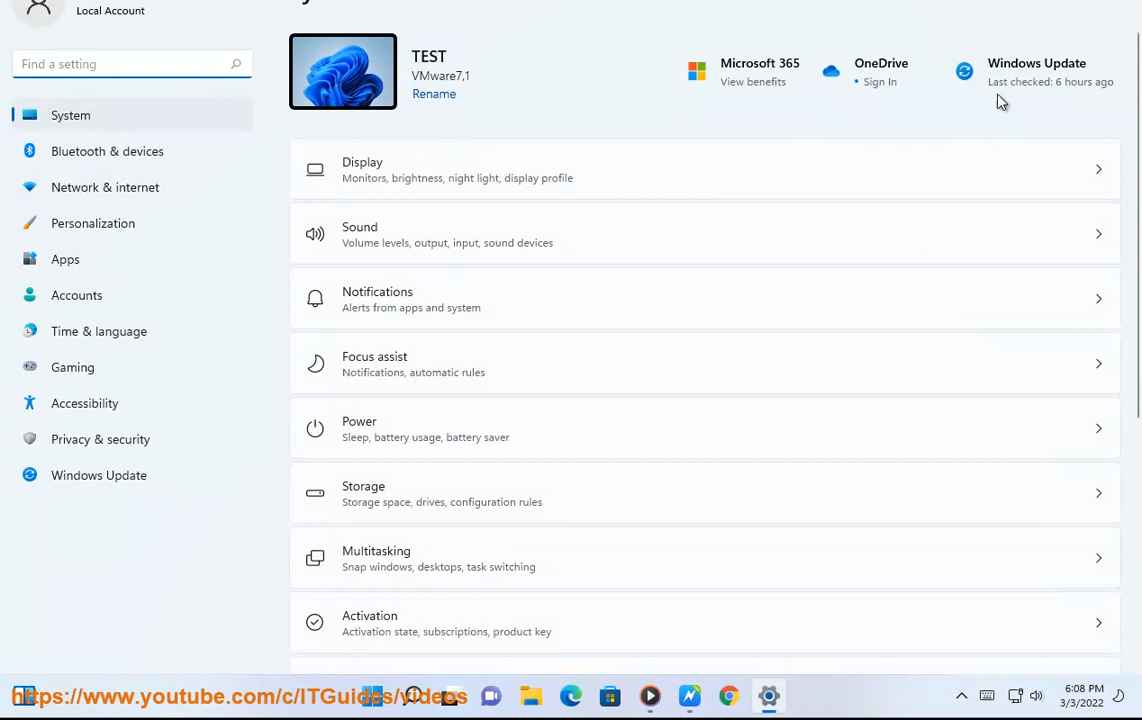 Local Account
Find a setting
System
Bluetooth & devices
Network & internet
Personalization
Apps
Accounts
Time & language
Gaming
Accessibility
Privacy & security
Windows Update
TEST
VMware7,1
Rename
Microsoft 365
View benefits
OneDrive
• Sign In
Windows Update
Last checked: 6 hours ago
Display
Monitors, brightness, night light, display profile
Sound
Volume levels, output, input, sound devices
Notifications
Alerts from apps and system
Focus assist
Notifications, automatic rules
Power
Sleep, battery usage, battery saver
Storage
Storage space, drives, configuration rules
Multitasking
Snap windows, desktops, task switching
Activation
Activation state, subscriptions, product key
https://www.youtube.com/c/ITGuides/videos
6:08 PM
3/3/2022